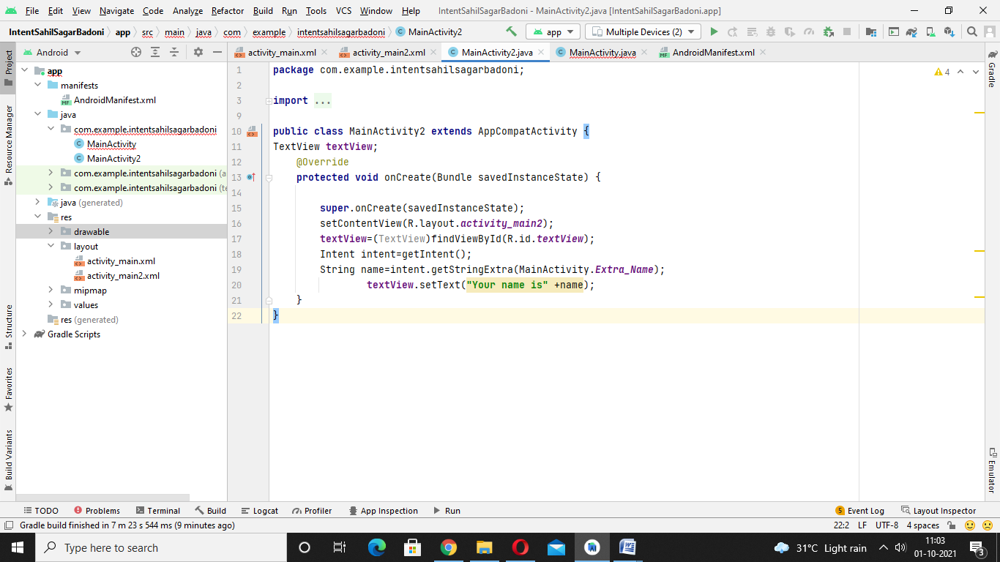 File Edit View Navigate Code Analyze Refactor Build Run Tools VCS Window Help IntentSahilSagarBadoni - MainActivity2.java [IntentSahilSagarBadoni.app]
IntentSahilSagarBadoni app src main java com example intentsahilsagarbadoni MainActivity2 app Multiple Devices (2)
Project
Resource Manager
Structure
Favorites
Build Variants
Android
app
manifests
AndroidManifest.xml
java
com.example.intentsahilsagarbadoni
MainActivity
MainActivity2
com.example.intentsahilsagarbadoni (a
com.example.intentsahilsagarbadoni (te
java (generated)
res
drawable
layout
activity_main.xml
activity_main2.xml
mipmap
values
res (generated)
Gradle Scripts
activity_main.xml activity_main2.xml MainActivity2.java MainActivity.java AndroidManifest.xml
4
1 package com.example.intentsahilsagarbadoni;
2
3 import ...
9
10 public class MainActivity2 extends AppCompatActivity {
11 TextView textView;
12 @Override
13 protected void onCreate(Bundle savedInstanceState) {
14
15 super.onCreate(savedInstanceState);
16 setContentView(R.layout.activity_main2);
17 textView=(TextView)findViewById(R.id.textView);
18 Intent intent=getIntent();
19 String name=intent.getStringExtra(MainActivity.Extra_Name);
20 textView.setText("Your name is" +name);
21 }
22 }
Gradle
Emulator
TODO Problems Terminal Build Logcat Profiler App Inspection Run 5 Event Log Layout Inspector
Gradle build finished in 7 m 23 s 544 ms (9 minutes ago) 22:2 LF UTF-8 4 spaces
Type here to search 31°C Light rain 11:03
01-10-2021 3